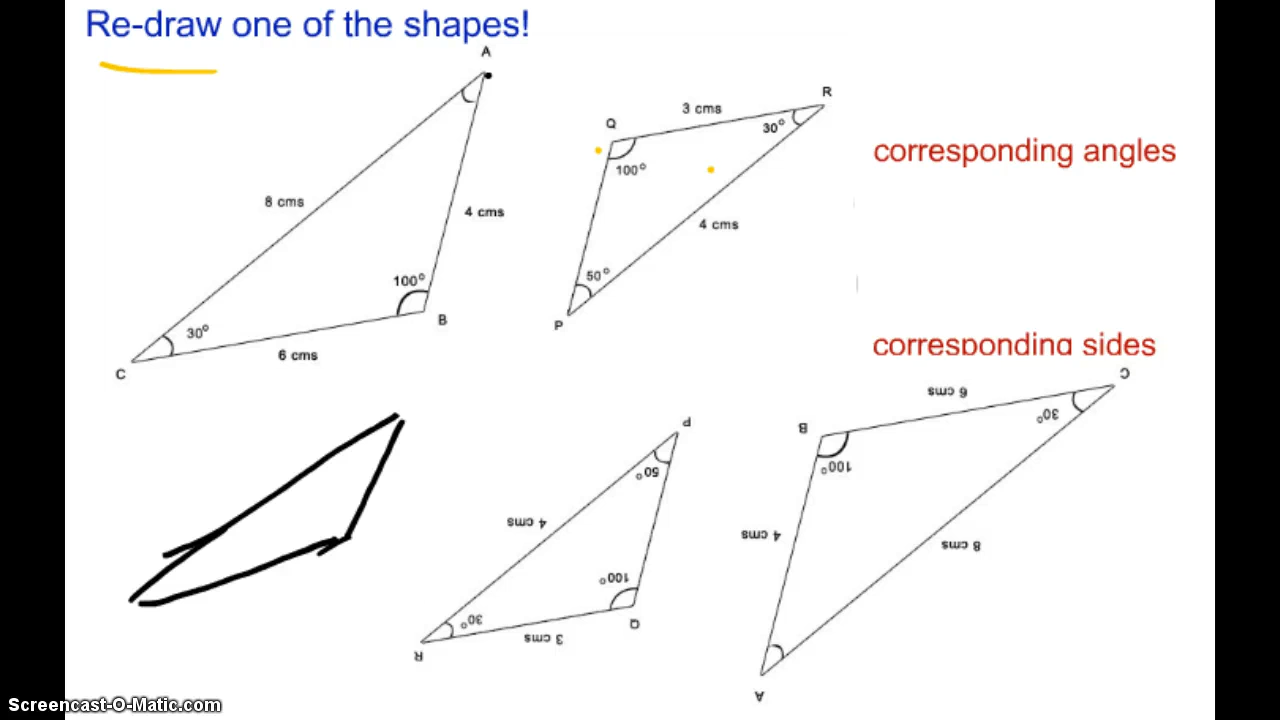 Re-draw one of the shapes!
A
8 cms
4 cms
100°
B
30°
6 cms
C
Q
3 cms
R
30°
100°
4 cms
50°
P
corresponding angles
corresponding sides
P
50°
4 cms
100°
30°
Q
3 cms
R
C
6 cms
30°
B
100°
4 cms
8 cms
A
Screencast-O-Matic.com